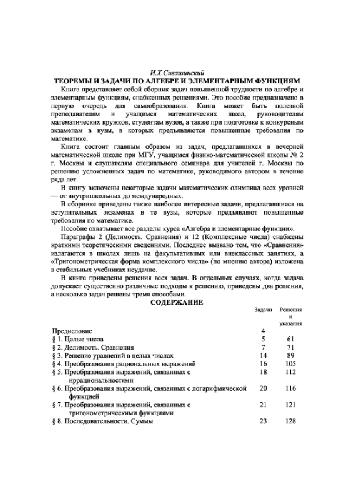 И.Х.Сивашинский
ТЕОРЕМЫ И ЗАДАЧИ ПО АЛГЕБРЕ И ЭЛЕМЕНТАРНЫМ ФУНКЦИЯМ
Книга представляет собой сборник задач повышенной трудности по алгебре и
элементарным функциям, снабженных решениями. Это пособие предназначено в
первую очередь для самообразования. Книга может быть полезной
преподавателям и учащимся математических школ, руководителям
математических кружков, студентам вузов, а также при подготовке к конкурсным
экзаменам в вузы, в которых предъявляются повышенные требования по
математике.
Книга состоит главным образом из задач, предлагавшихся в вечерней
математической школе при МГУ, учащимся физико-математической школы № 2
г. Москвы и слушателям специального семинара для учителей г. Москвы по
решению усложненных задач по математике, руководимого автором в течение
ряда лет.
В книгу включены некоторые задачи математических олимпиад всех уровней
— от внутришкольных до международных.
В сборнике приведены также наиболее интересные задачи, предлагавшиеся на
вступительных экзаменах в те вузы, которые предъявляют повышенные
требования по математике.
Пособие охватывает все разделы курса «Алгебра и элементарные функции».
Параграфы 2 (Делимость. Сравнения) и 12 (Комплексные числа) снабжены
краткими теоретическими сведениями. Последнее вызвано тем, что «Сравнения»
излагаются в школах лишь на факультативных или внеклассных занятиях, а
«Тригонометрическая форма комплексного числа» (по мнению автора) изложена
в стабильных учебниках неудачно.
В книге приведены решения всех задач. В отдельных случаях, когда задача
допускает существенно различные подходы к решению, приведены два решения,
а несколько задач решены тремя способами.
СОДЕРЖАНИЕ
Задачи Решения
и
указания
Предисловие 4
§ 1. Целые числа 5 61
§ 2. Делимость. Сравнения 7 71
§ 3. Решение уравнений в целых числах 14 89
§ 4. Преобразования рациональных выражений 16 105
§ 5. Преобразования выражений, связанных с 18 112
иррациональностями
§ 6. Преобразования выражений, связанных с логарифмической 20 116
функцией
§ 7. Преобразования выражений, связанных с 21 121
тригонометрическими функциями
§ 8. Последовательности. Суммы 23 128